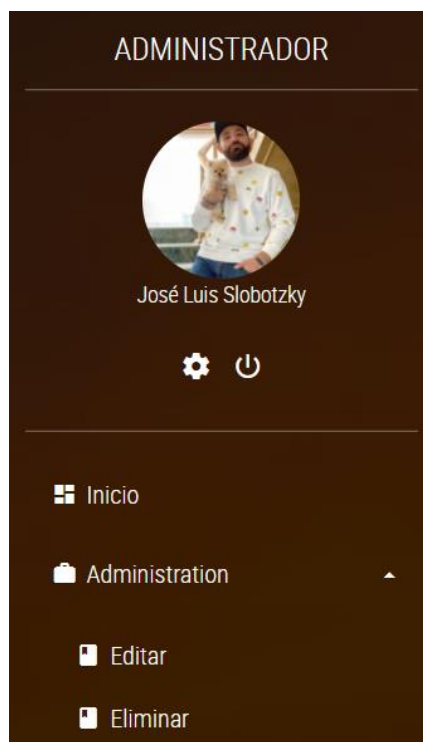 ADMINISTRADOR
José Luis Slobotzky
Inicio
Administration
Editar
Eliminar